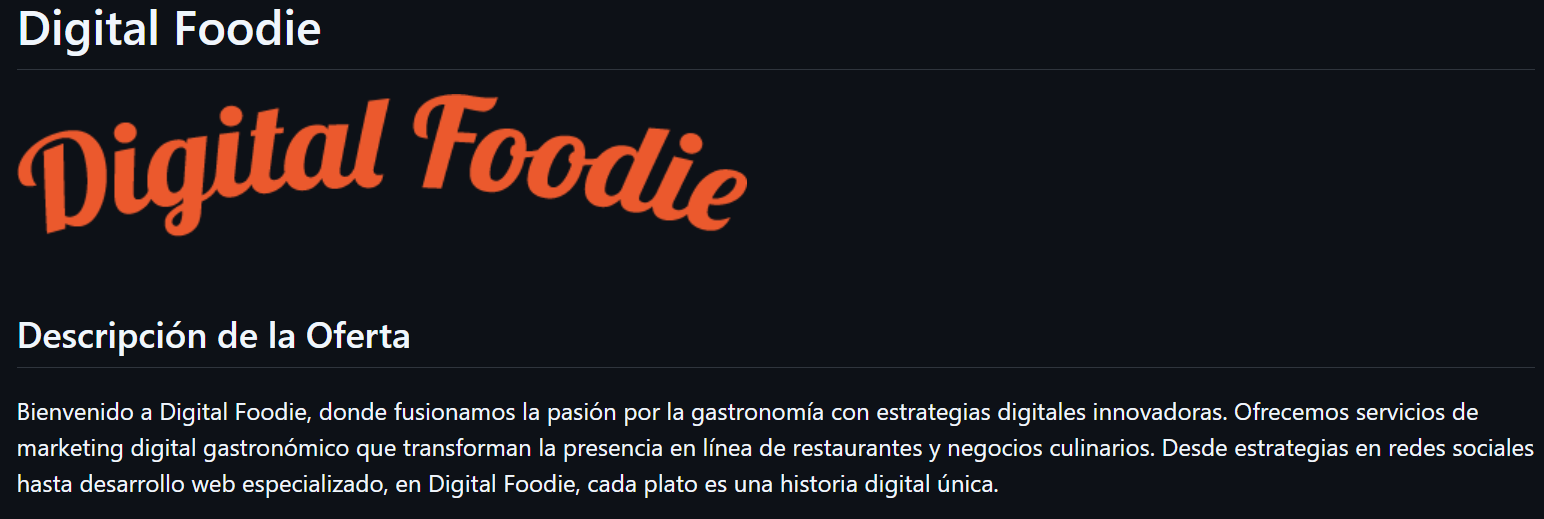 Digital Foodie
Digital Foodie
Descripción de la Oferta
Bienvenido a Digital Foodie, donde fusionamos la pasión por la gastronomía con estrategias digitales innovadoras. Ofrecemos servicios de
marketing digital gastronómico que transforman la presencia en línea de restaurantes y negocios culinarios. Desde estrategias en redes sociales
hasta desarrollo web especializado, en Digital Foodie, cada plato es una historia digital única.